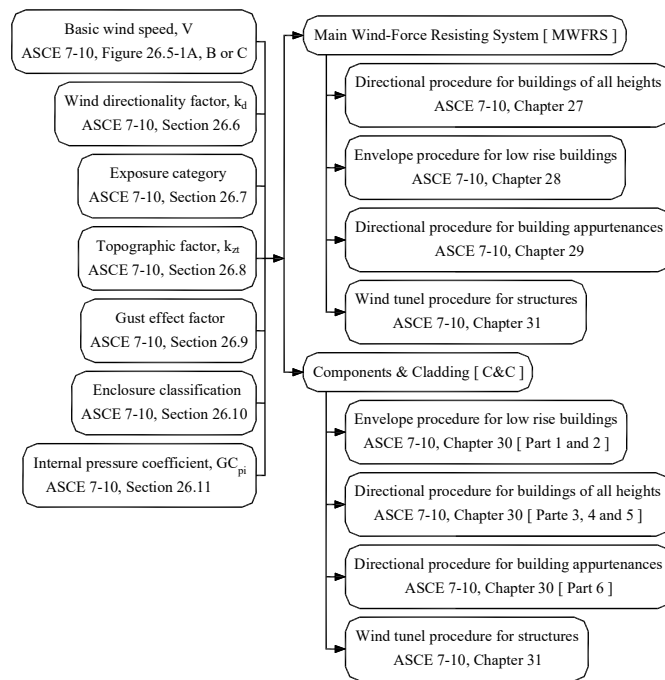 Basic wind speed, V
ASCE 7-10, Figure 26.5-1A, B or C
Wind directionality factor, k_d
ASCE 7-10, Section 26.6
Exposure category
ASCE 7-10, Section 26.7
Topographic factor, k_zt
ASCE 7-10, Section 26.8
Gust effect factor
ASCE 7-10, Section 26.9
Enclosure classification
ASCE 7-10, Section 26.10
Internal pressure coefficient, GC_pi
ASCE 7-10, Section 26.11
Main Wind-Force Resisting System [ MWFRS ]
Directional procedure for buildings of all heights
ASCE 7-10, Chapter 27
Envelope procedure for low rise buildings
ASCE 7-10, Chapter 28
Directional procedure for building appurtenances
ASCE 7-10, Chapter 29
Wind tunel procedure for structures
ASCE 7-10, Chapter 31
Components & Cladding [ C&C ]
Envelope procedure for low rise buildings
ASCE 7-10, Chapter 30 [ Part 1 and 2 ]
Directional procedure for buildings of all heights
ASCE 7-10, Chapter 30 [ Parte 3, 4 and 5 ]
Directional procedure for building appurtenances
ASCE 7-10, Chapter 30 [ Part 6 ]
Wind tunel procedure for structures
ASCE 7-10, Chapter 31